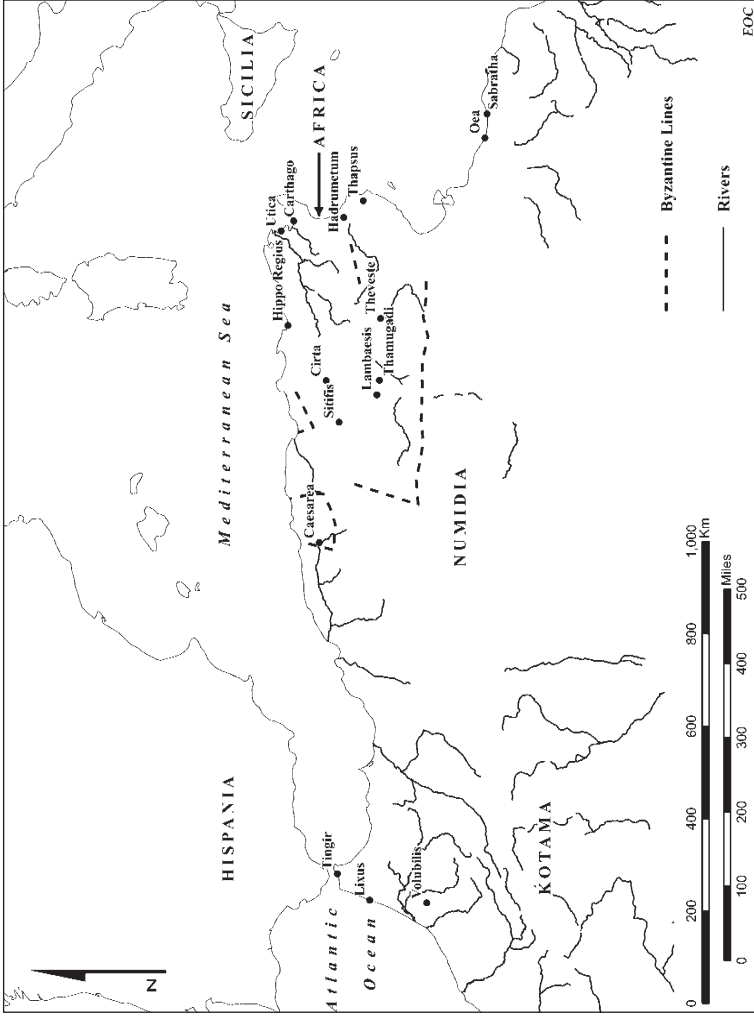 N
HISPANIA
Mediterranean Sea
SICILIA
Atlantic
Ocean
Tingir
Lixus
Volubilis
Caesarea
Sitifis
Cirta
Hippo Regius
Utica
Carthago
AFRICA
Hadrumetum
Thapsus
Theveste
Lambaesis
Thamugadi
Oea
Sabratha
NUMIDIA
KOTAMA
0 200 400 600 800 1,000
Km
0 100 200 300 400 500
Miles
Byzantine Lines
Rivers
EOC